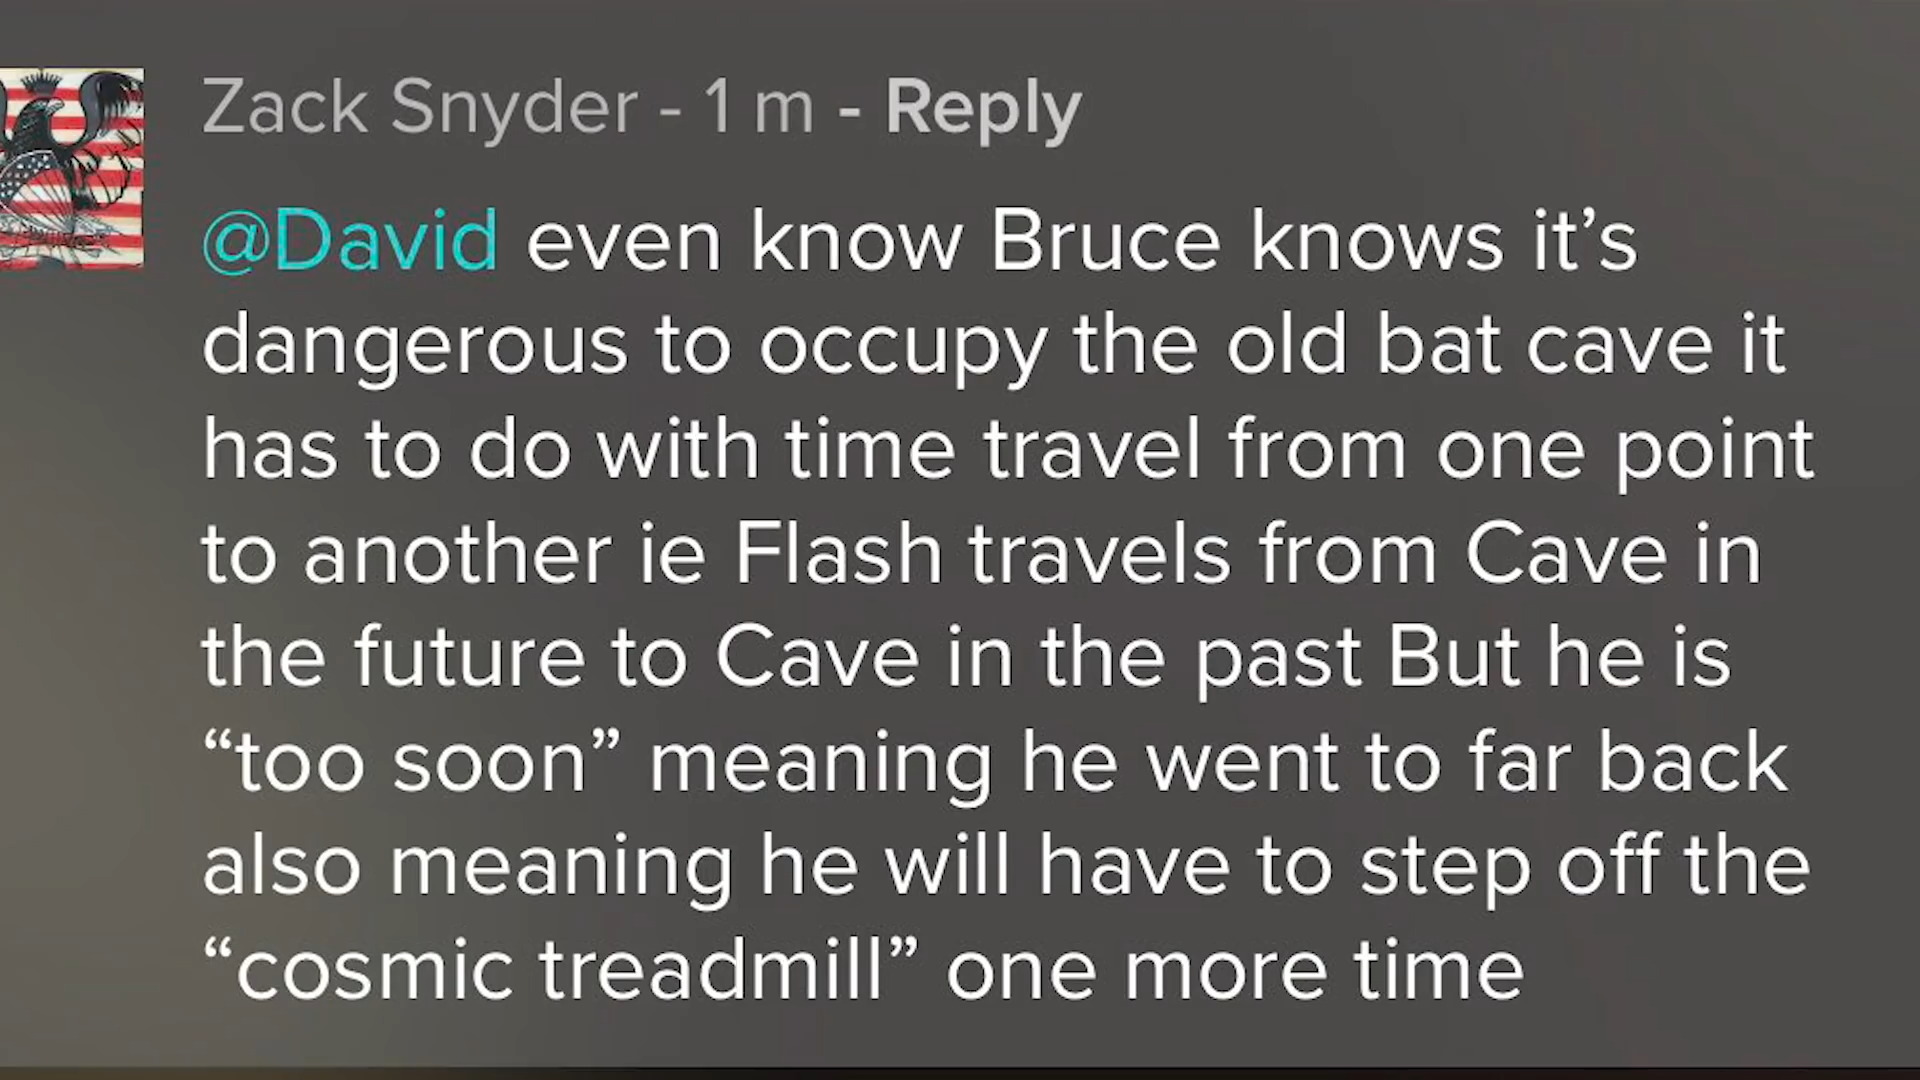 Zack Snyder - 1 m - Reply
@David even know Bruce knows it’s
dangerous to occupy the old bat cave it
has to do with time travel from one point
to another ie Flash travels from Cave in
the future to Cave in the past But he is
“too soon” meaning he went to far back
also meaning he will have to step off the
“cosmic treadmill” one more time